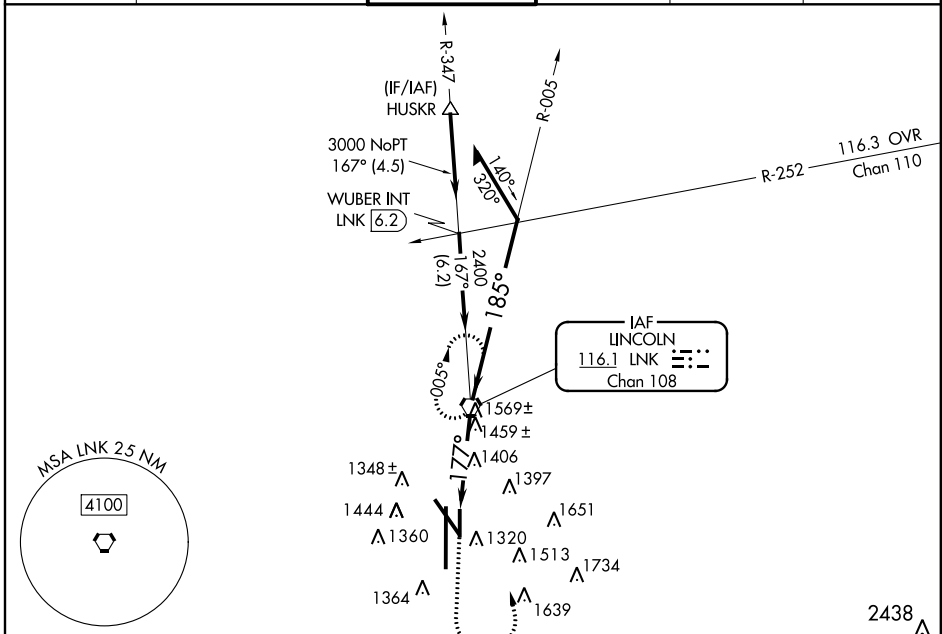 R-347
(IF/IAF)
HUSKR
R-005
3000 NoPT
167° (4.5)
140°
320°
116.3 OVR
Chan 110
R-252
WUBER INT
LNK 6.2
2400
167°
(6.2)
185°
IAF
LINCOLN
116.1 LNK
Chan 108
005°
1569±
1459±
177°
1406
MSA LNK 25 NM
4100
1348±
1397
1444
1651
1360
1320
1513
1734
1364
1639
2438